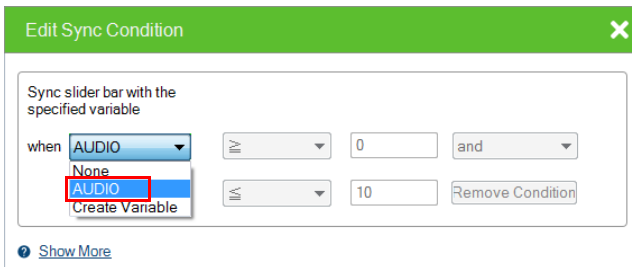 Edit Sync Condition
Sync slider bar with the
specified variable
when AUDIO ≧ 0 and
None
AUDIO ≦ 10 Remove Condition
Create Variable
Show More